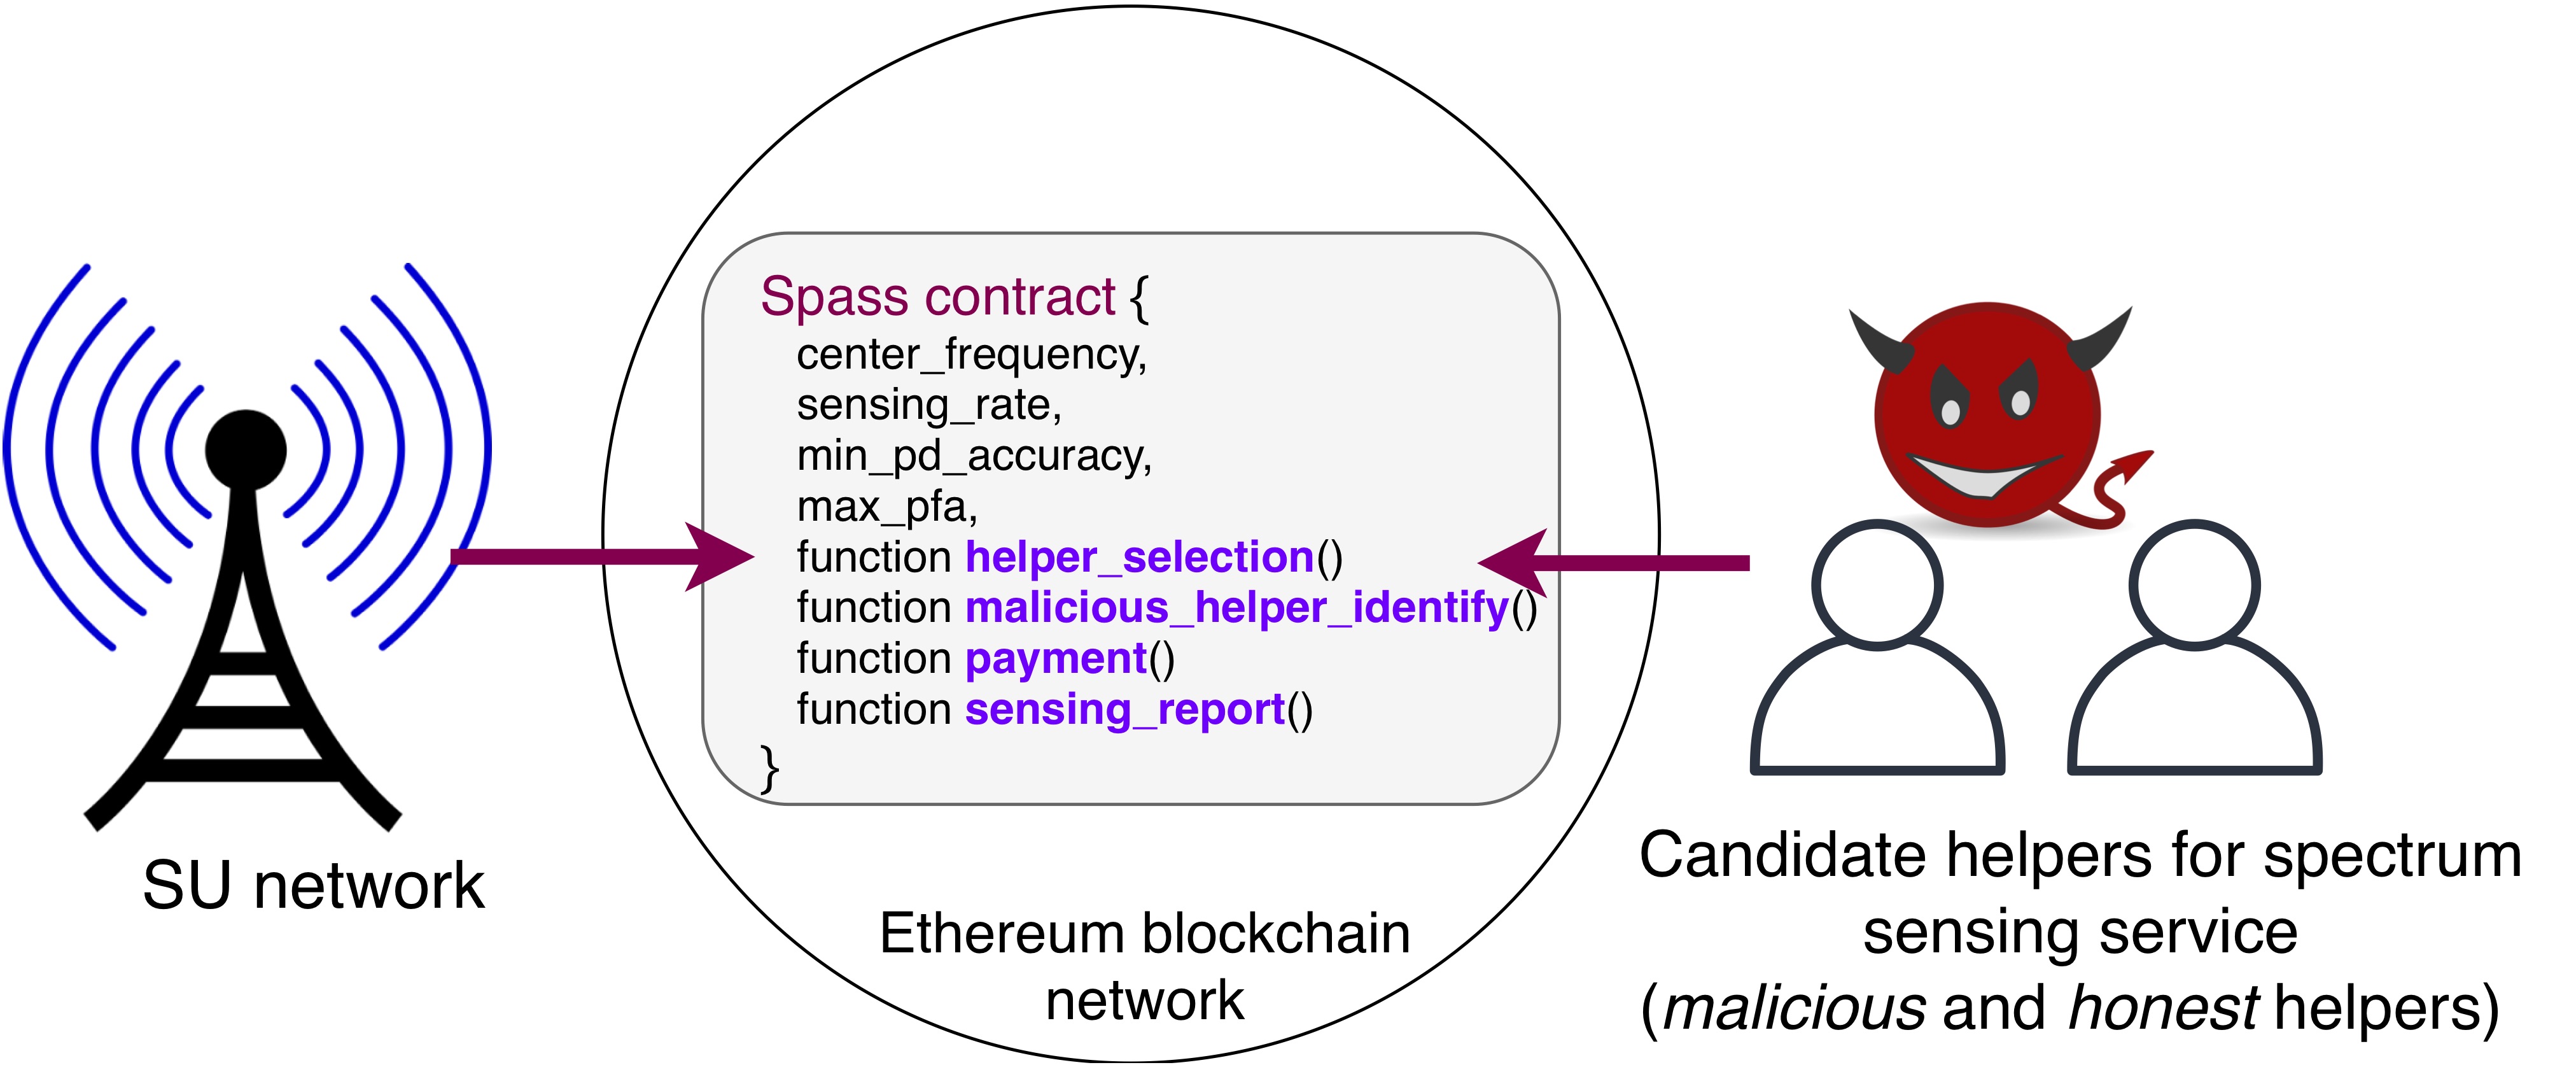 Spass contract {
center_frequency,
sensing_rate,
min_pd_accuracy,
max_pfa,
function helper_selection()
function malicious_helper_identify()
function payment()
function sensing_report()
}
SU network
Ethereum blockchain
network
Candidate helpers for spectrum
sensing service
(malicious and honest helpers)